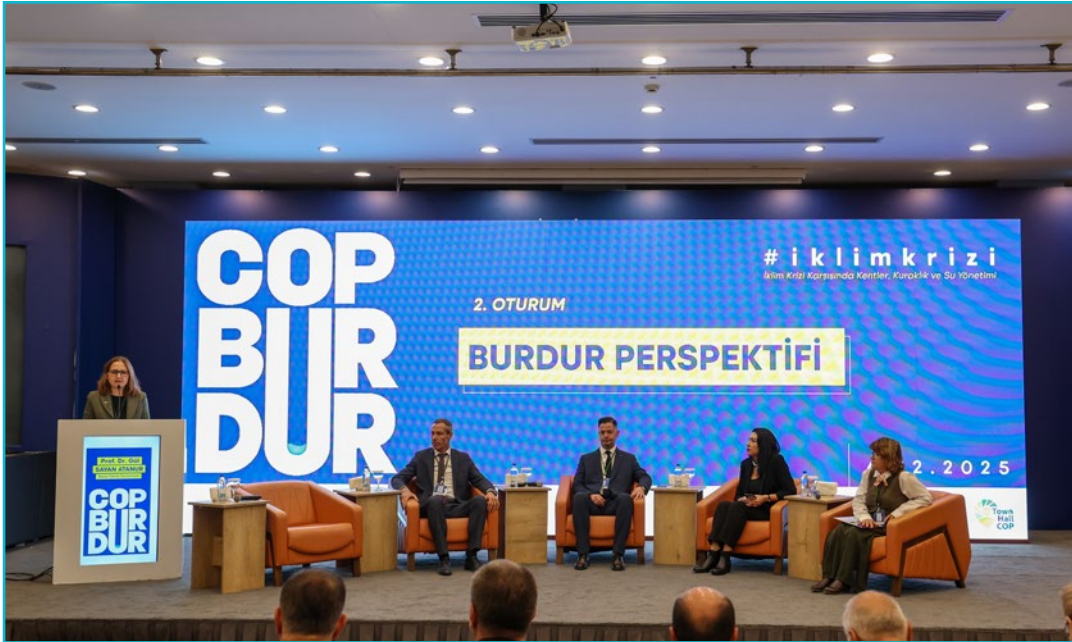 COP
BUR
DUR
# i k l i m k r i z i
İklim Krizi Karşısında Kentler, Kuraklık ve Su Yönetimi
2. OTURUM
BURDUR PERSPEKTİFİ
2.2025
Town
Hall
COP
Prof. Dr. Gül
SAYAN ATANUR
COP
BUR
DUR